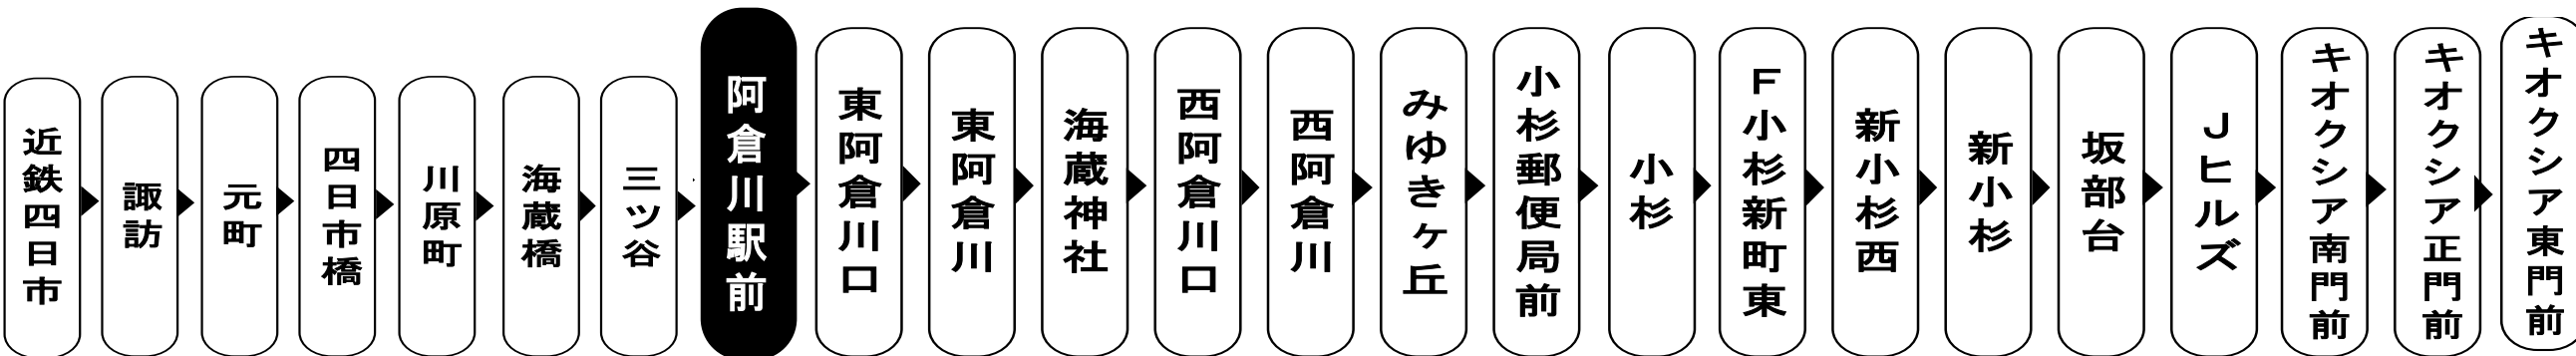 近鉄四日市
諏訪
元町
四日市橋
川原町
海蔵橋
三ツ谷
阿倉川駅前
東阿倉川口
東阿倉川
海蔵神社
西阿倉川口
西阿倉川
みゆきヶ丘
小杉郵便局前
小杉
F小杉新町東
新小杉西
新小杉
坂部台
Jヒルズ
キオクシア南門前
キオクシア正門前
キオクシア東門前